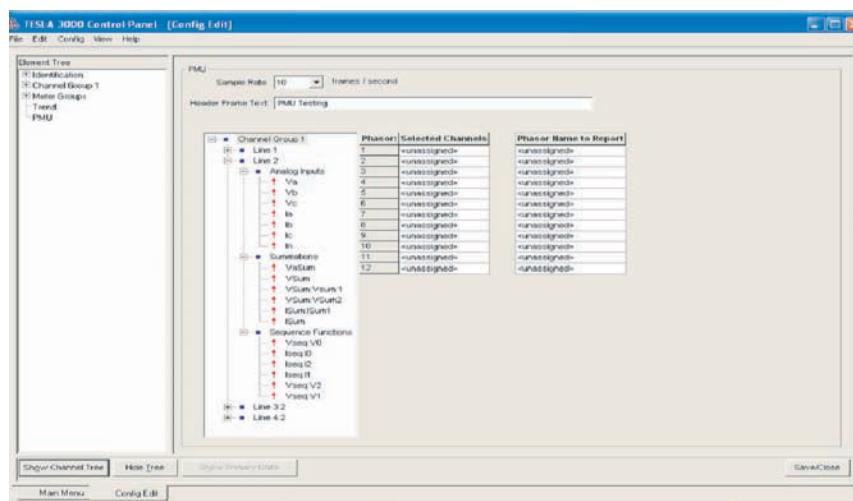 TESLA 3000 Control Panel - [Config Edit]
File Edit Config View Help
Element Tree
Identification
Channel Group 1
Meter Groups
Trend
PMU
PMU
Sample Rate 10 frames / second
Header Frame Text PMU Testing
Channel Group 1
Line 1
Line 2
Analog Inputs
Va
Vb
Vc
Ia
Ib
Ic
In
Summations
VaSum
VSum
VSum:Vsum1
VSum:VSum2
ISum:ISum1
ISum
Sequence Functions
Vseq:V0
Iseq:I0
Iseq:I2
Iseq:I1
Vseq:V2
Vseq:V1
Line 3:2
Line 4:2
Phasor: Selected Channels Phasor Name to Report
1 <unassigned> <unassigned>
2 <unassigned> <unassigned>
3 <unassigned> <unassigned>
4 <unassigned> <unassigned>
5 <unassigned> <unassigned>
6 <unassigned> <unassigned>
7 <unassigned> <unassigned>
8 <unassigned> <unassigned>
9 <unassigned> <unassigned>
10 <unassigned> <unassigned>
11 <unassigned> <unassigned>
12 <unassigned> <unassigned>
Show Channel Tree Hide Tree Save/Close
Main Menu Config Edit